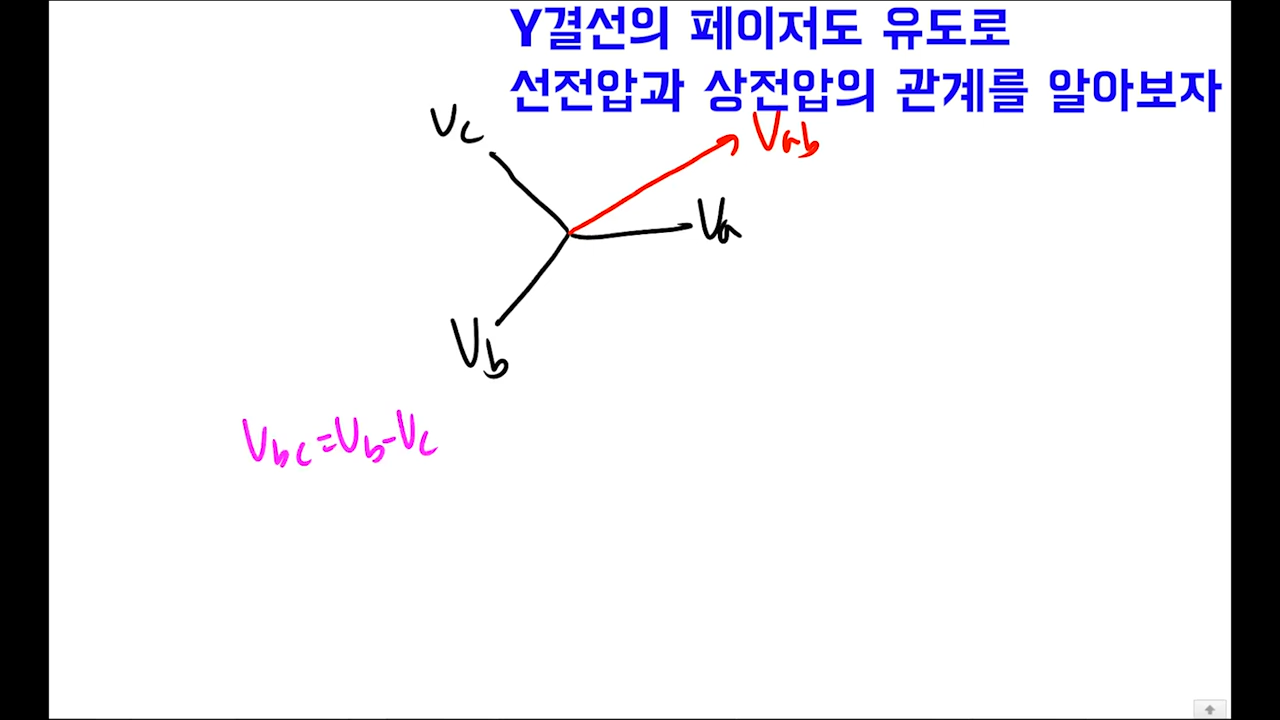 Y결선의 페이저도 유도로
선전압과 상전압의 관계를 알아보자
Vc
Vab
Va
Vb
Vbc=Vb-Vc